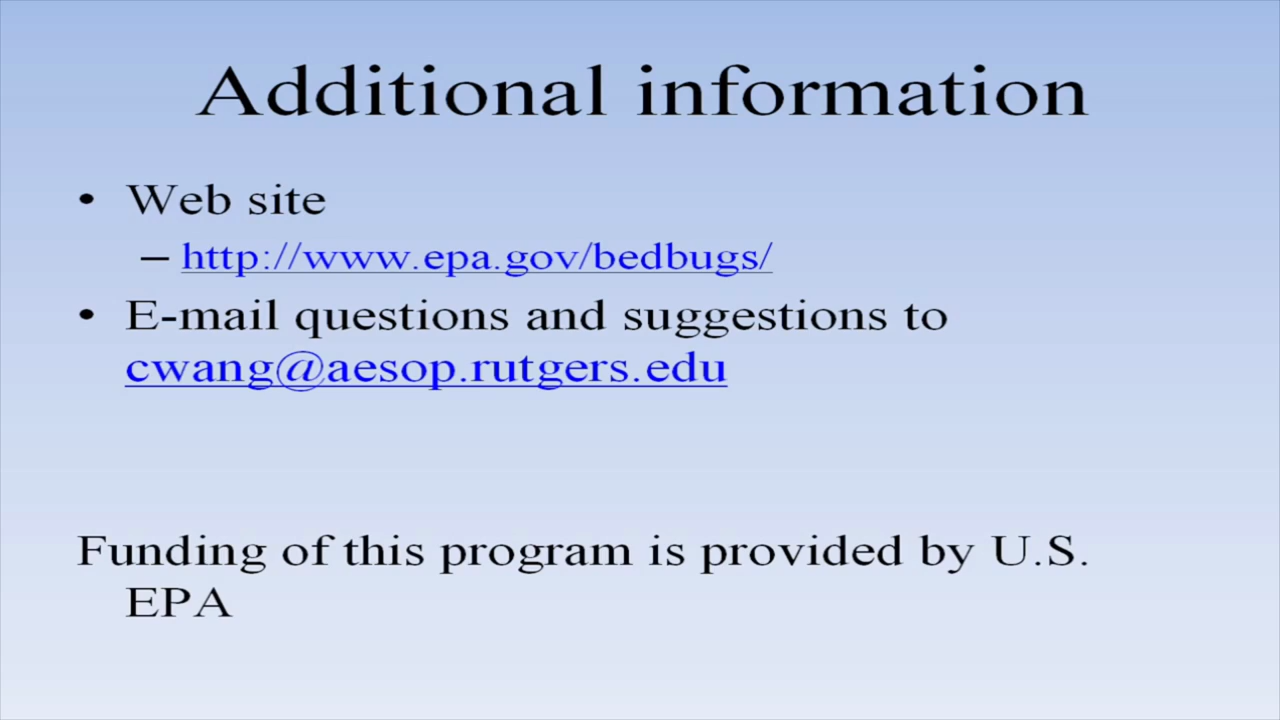 Additional information
• Web site
– http://www.epa.gov/bedbugs/
• E-mail questions and suggestions to
cwang@aesop.rutgers.edu
Funding of this program is provided by U.S.
EPA